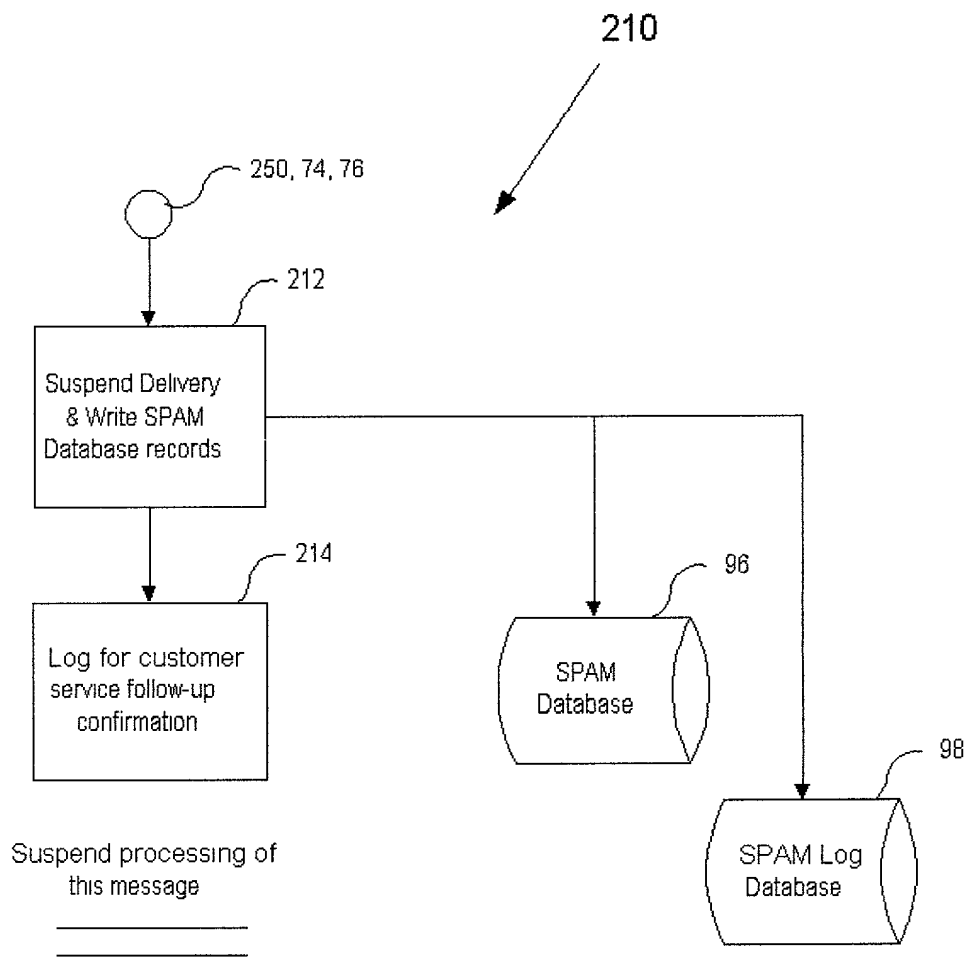 210
250, 74, 76
212
Suspend Delivery
& Write SPAM
Database records
214
Log for customer
service follow-up
confirmation
96
SPAM
Database
98
SPAM Log
Database
Suspend processing of
this message